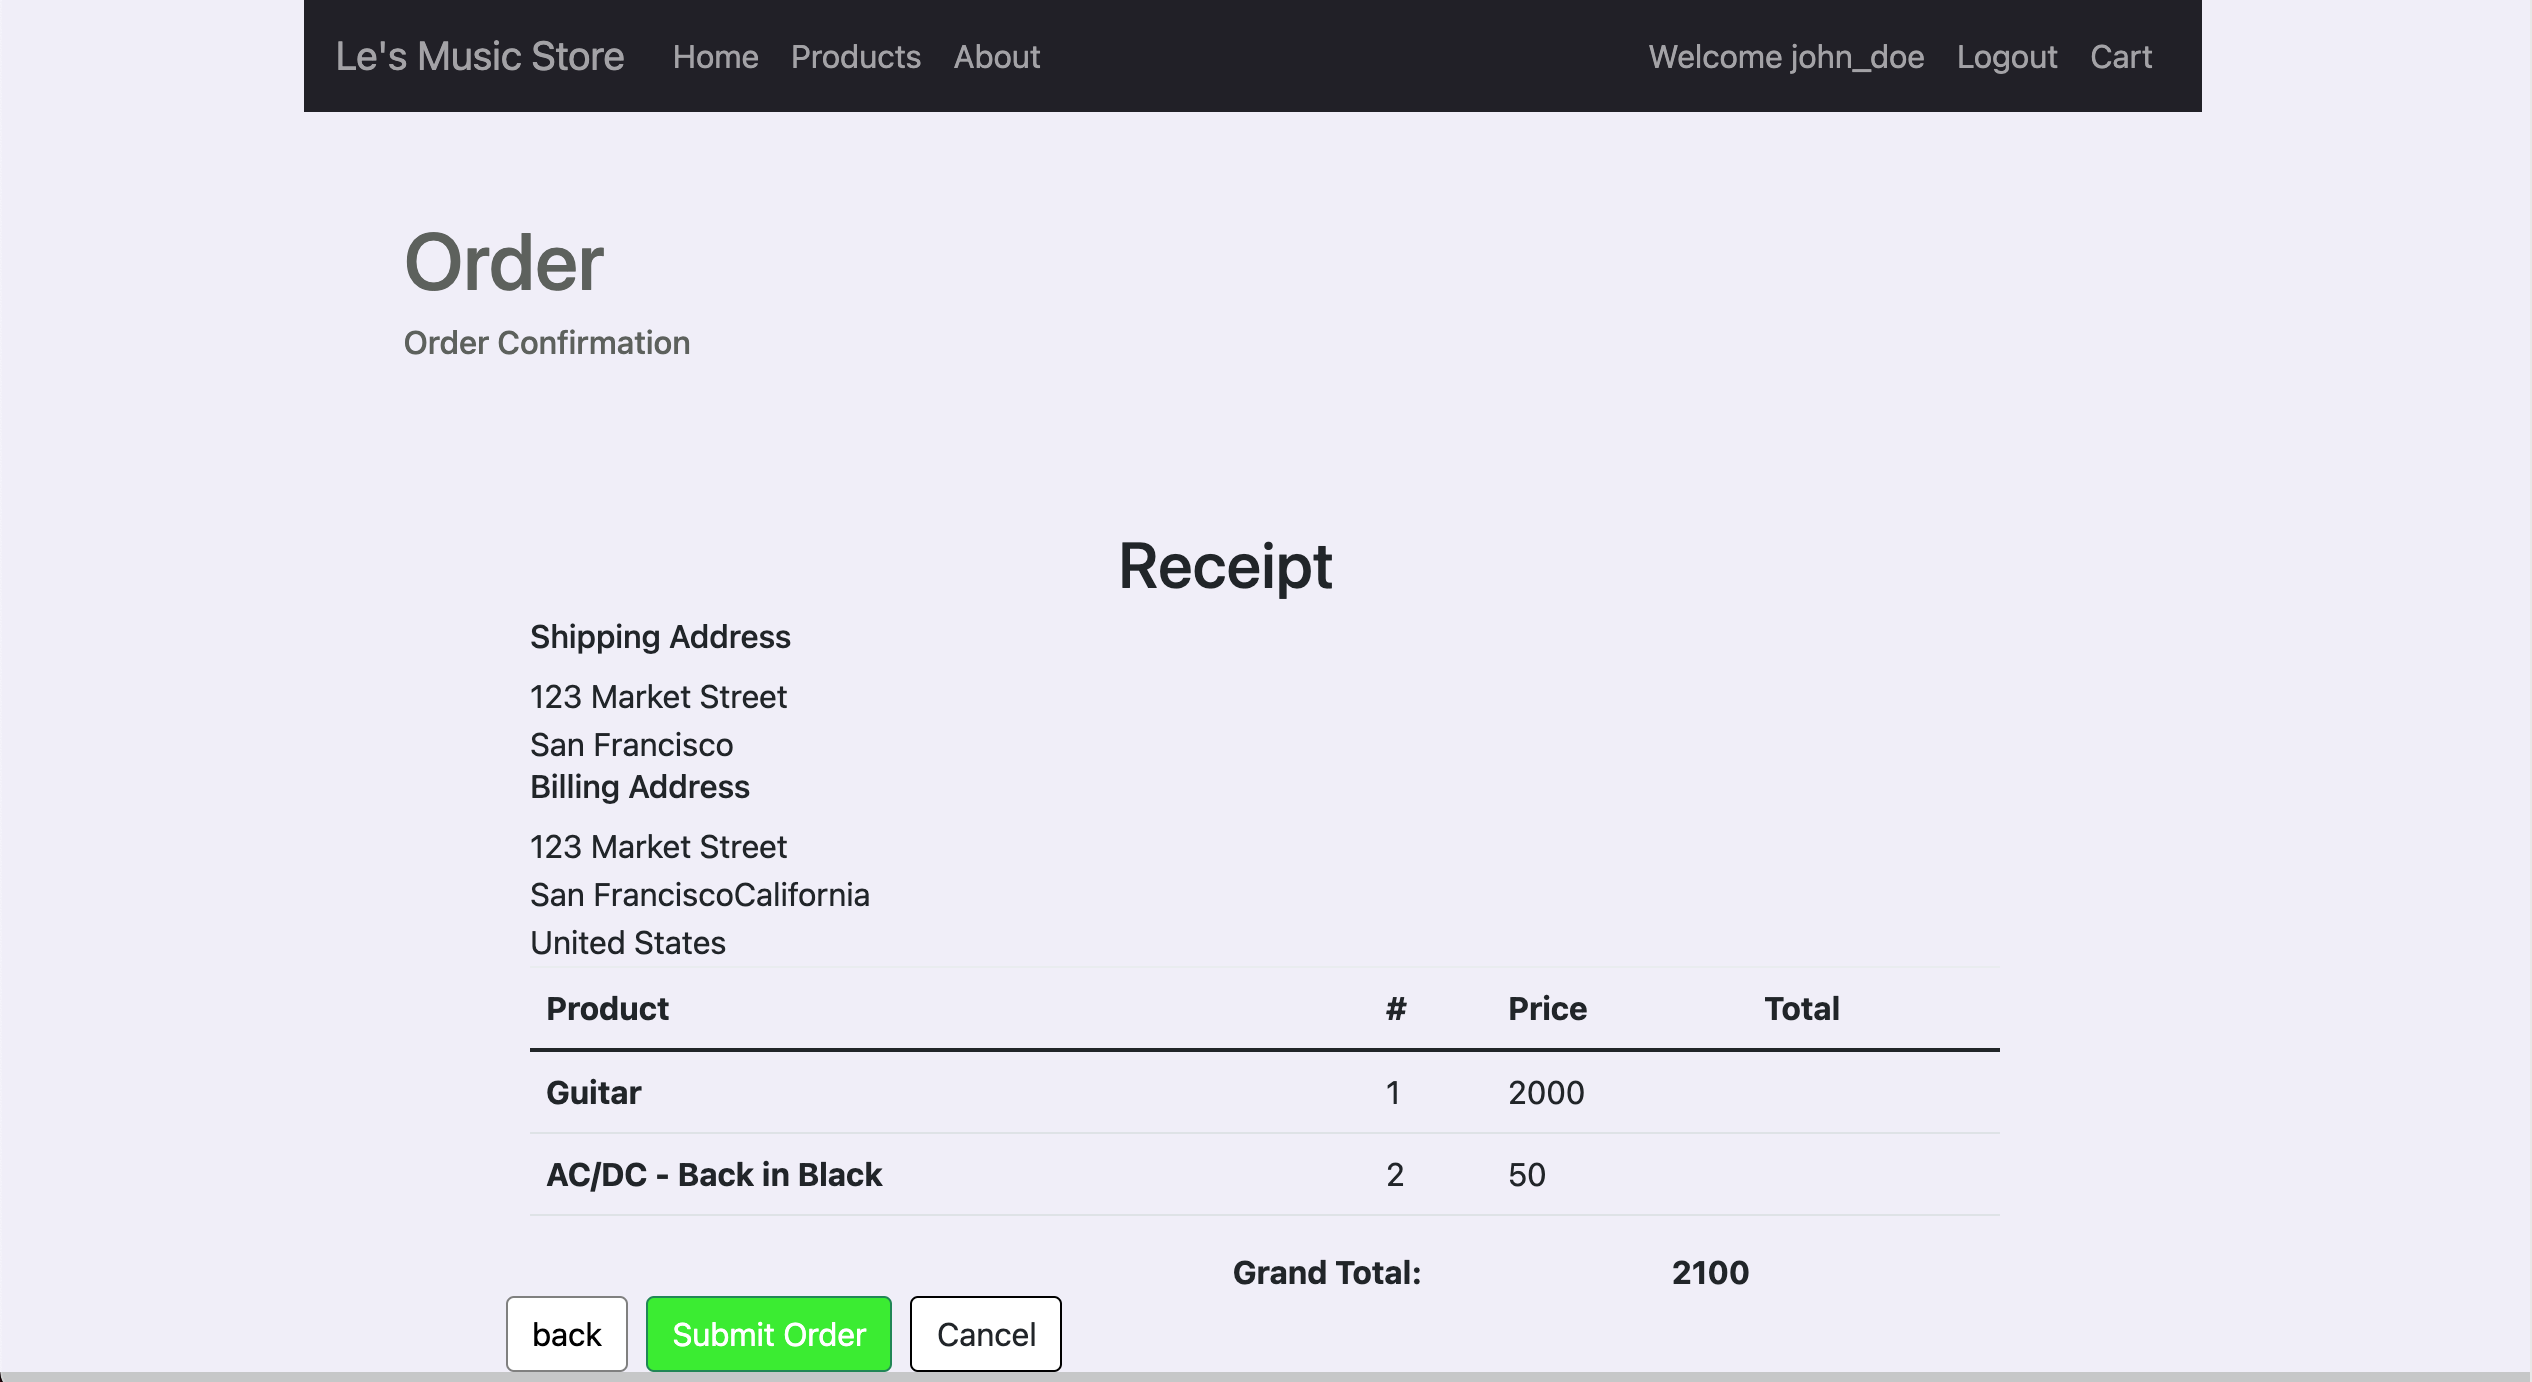 Le's Music Store Home Products About Welcome john_doe Logout Cart
Order
Order Confirmation
Receipt
Shipping Address
123 Market Street
San Francisco
Billing Address
123 Market Street
San FranciscoCalifornia
United States
Product # Price Total
Guitar 1 2000
AC/DC - Back in Black 2 50
Grand Total: 2100
back Submit Order Cancel